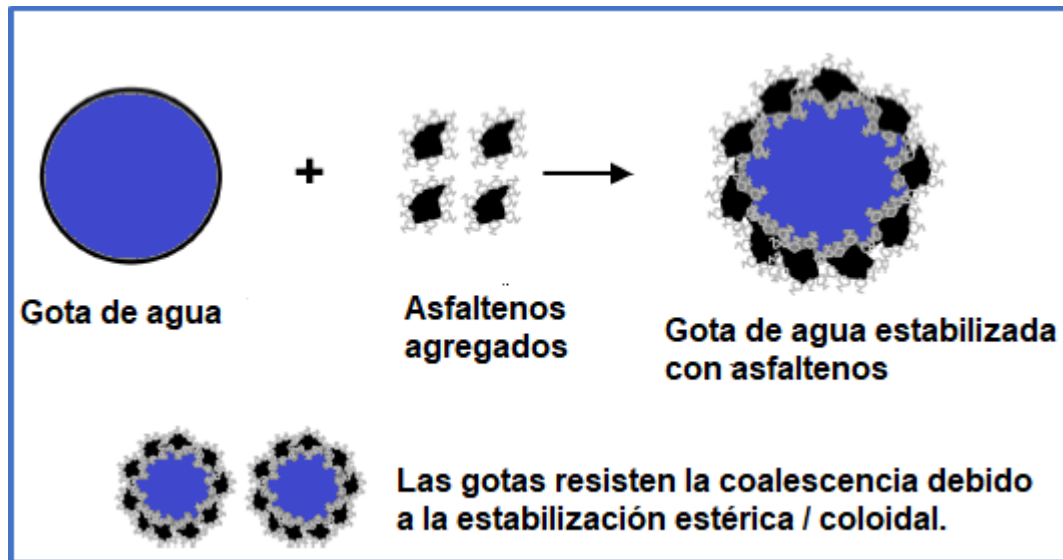 +
Gota de agua
Asfaltenos
agregados
Gota de agua estabilizada
con asfaltenos
Las gotas resisten la coalescencia debido
a la estabilización estérica / coloidal.